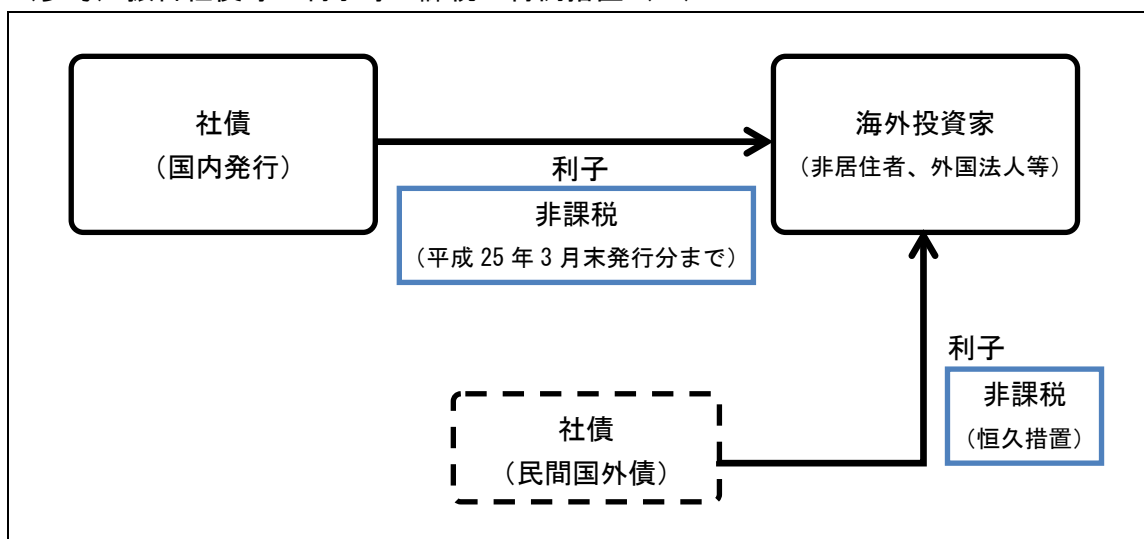 社債
（国内発行）
海外投資家
（非居住者、外国法人等）
利子
非課税
（平成 25 年 3 月末発行分まで）
利子
非課税
（恒久措置）
社債
（民間国外債）